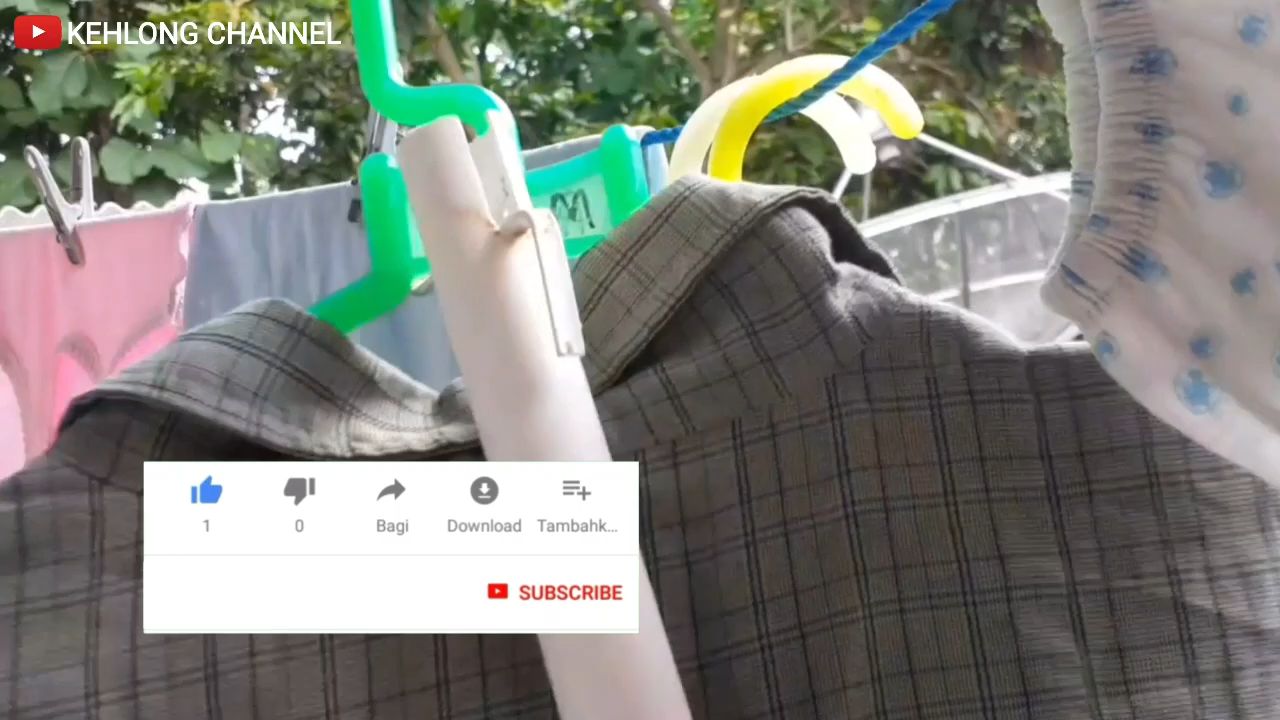 KEHLONG CHANNEL
M
1
0
Bagi
Download
Tambahk...
SUBSCRIBE